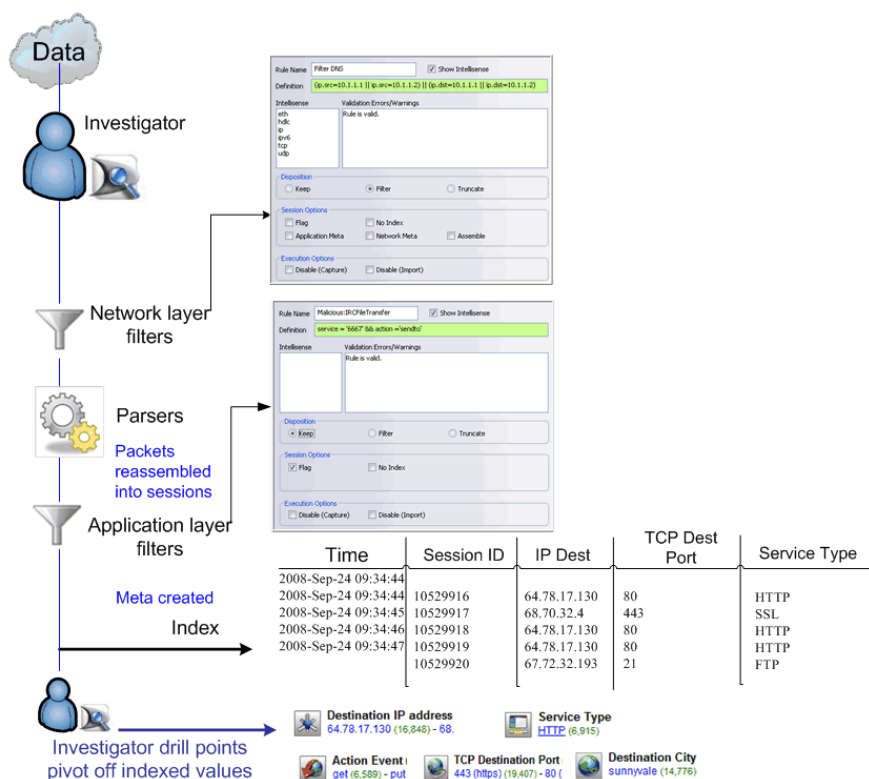 Data
Investigator
Rule Name Filter DNS Show Intellisense
Definition (ip.src=10.1.1.1 || ip.src=10.1.1.2) || (ip.dst=10.1.1.1 || ip.dst=10.1.1.2)
Intellisense Validation Errors/Warnings
eth Rule is valid.
hdlc
ip
ipv6
tcp
udp
Disposition
Keep Filter Truncate
Session Options
Flag No Index
Application Meta Network Meta Assemble
Execution Options
Disable (Capture) Disable (Import)
Network layer
filters
Rule Name Malicious:IRCFileTransfer Show Intellisense
Definition service = '6667' && action ='sendto'
Intellisense Validation Errors/Warnings
Rule is valid.
Disposition
Keep Filter Truncate
Session Options
Flag No Index
Execution Options
Disable (Capture) Disable (Import)
Parsers
Packets
reassembled
into sessions
Application layer
filters
Meta created
Index
Time Session ID IP Dest TCP Dest Port Service Type
2008-Sep-24 09:34:44
2008-Sep-24 09:34:44 10529916 64.78.17.130 80 HTTP
2008-Sep-24 09:34:45 10529917 68.70.32.4 443 SSL
2008-Sep-24 09:34:46 10529918 64.78.17.130 80 HTTP
2008-Sep-24 09:34:47 10529919 64.78.17.130 80 HTTP
10529920 67.72.32.193 21 FTP
Investigator drill points
pivot off indexed values
Destination IP address
64.78.17.130 (16,848) - 68.
Service Type
HTTP (6,915)
Action Event (
get (6,589) - put
TCP Destination Port
443 (https) (19,407) - 80 (
Destination City
sunnyvale (14,776)